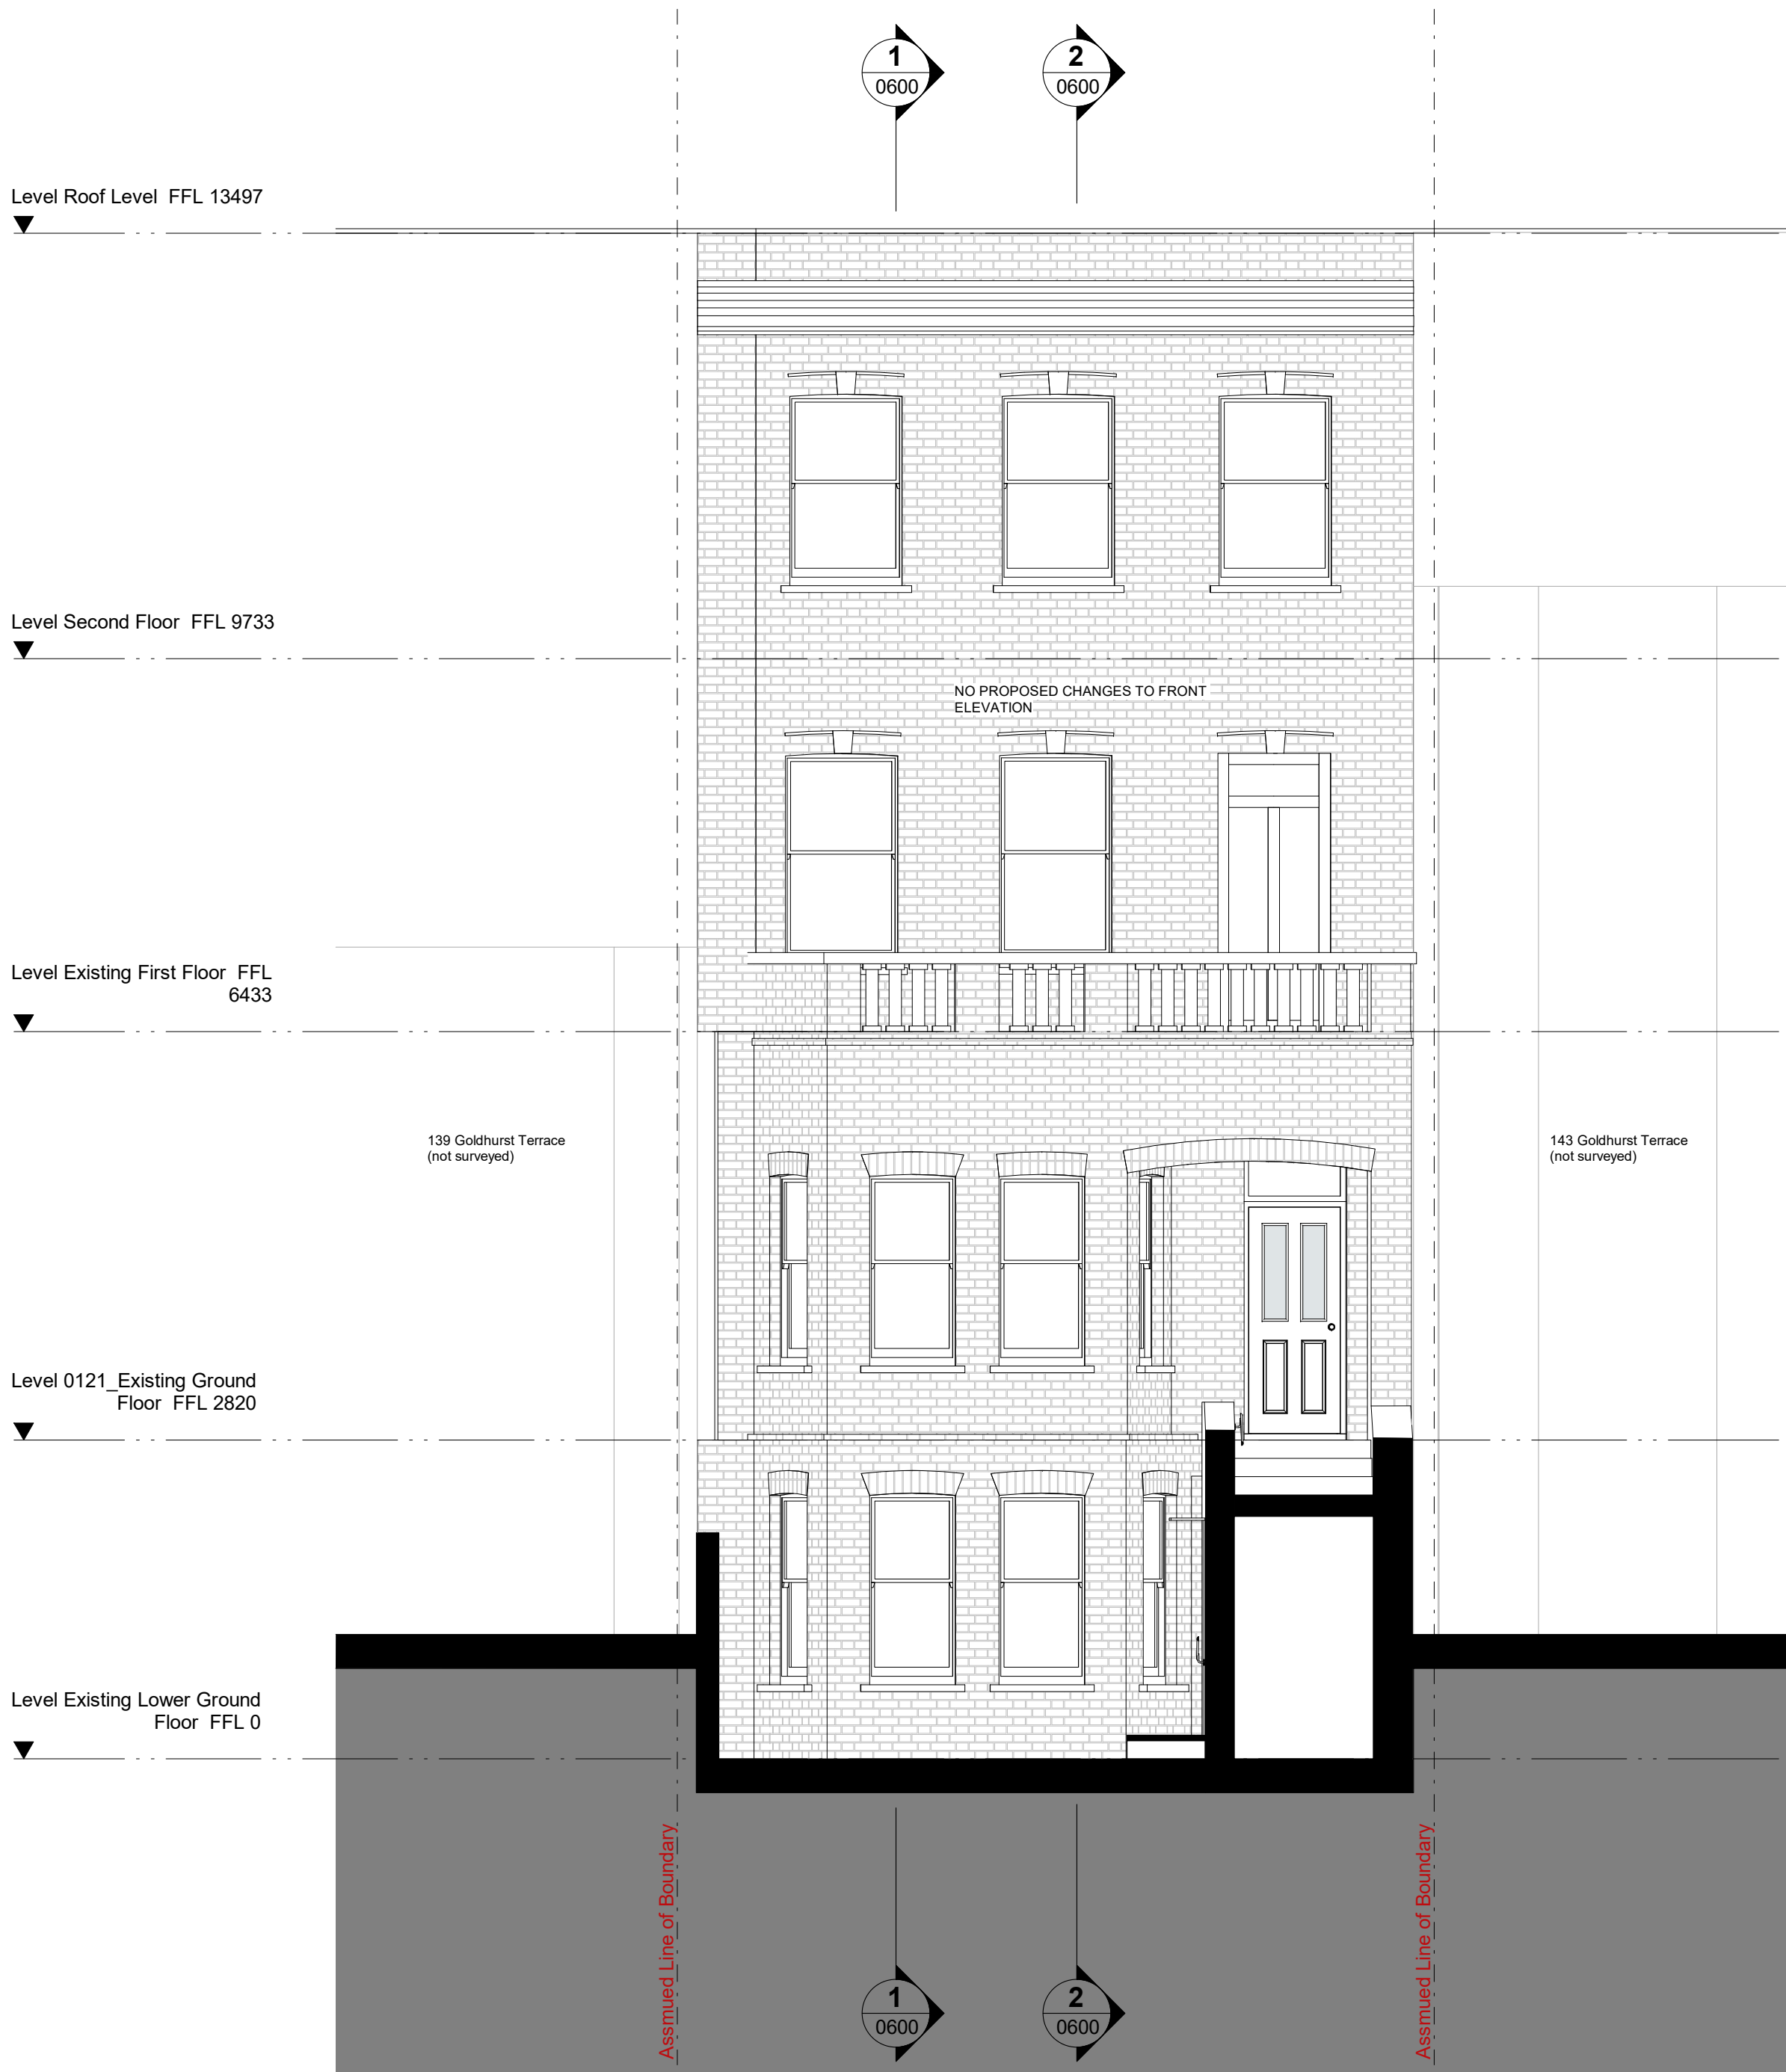 1
0600
2
0600
Level Roof Level  FFL 13497
Level Second Floor  FFL 9733
NO PROPOSED CHANGES TO FRONT
ELEVATION
Level Existing First Floor  FFL
6433
139 Goldhurst Terrace
(not surveyed)
143 Goldhurst Terrace
(not surveyed)
Level 0121_Existing Ground
Floor  FFL 2820
Level Existing Lower Ground
Floor  FFL 0
Assmued Line of Boundary
Assmued Line of Boundary
1
0600
2
0600